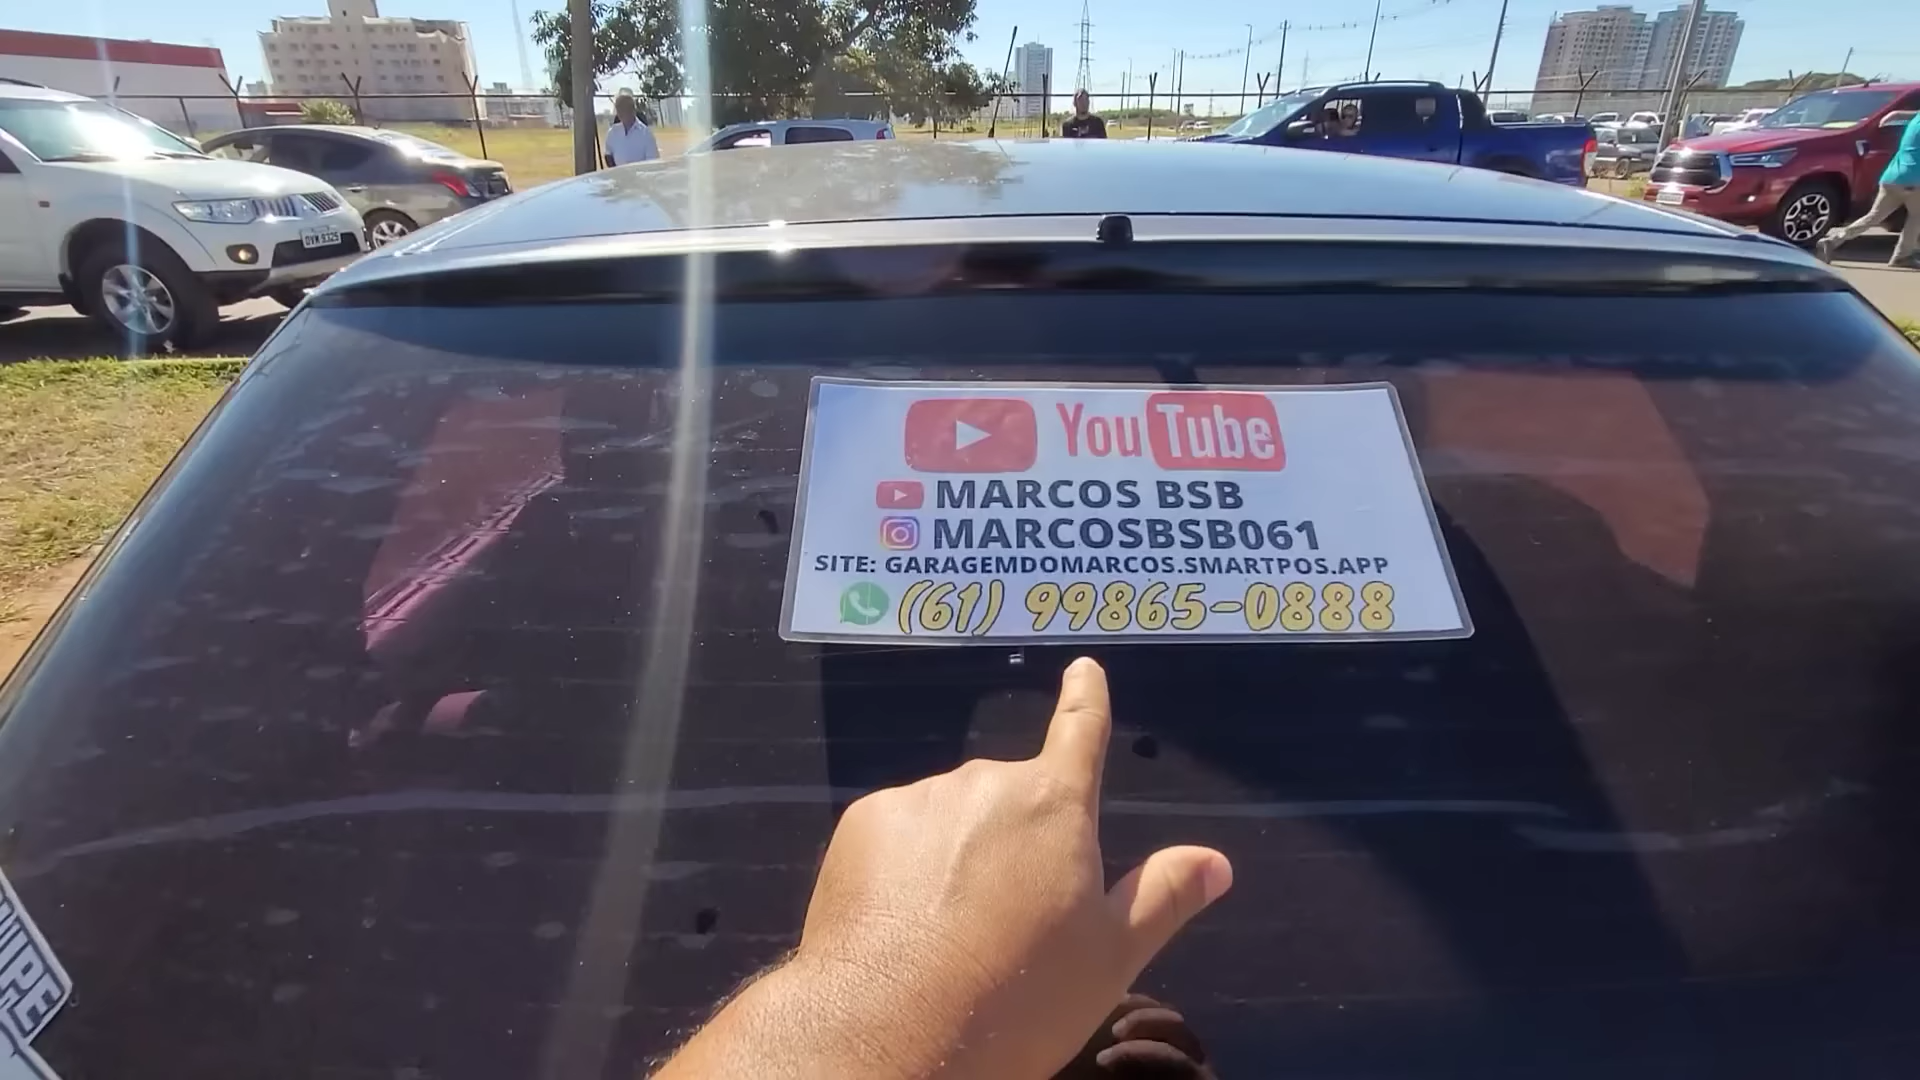 YouTube
MARCOS BSB
MARCOSBSB061
SITE: GARAGEMDOMARCOS.SMARTPOS.APP
(61) 99865-0888